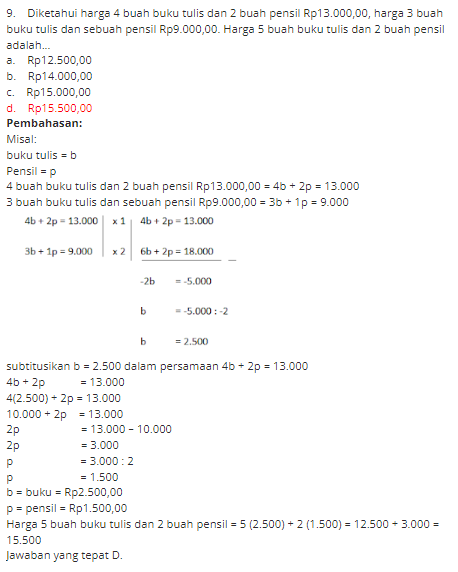 9. Diketahui harga 4 buah buku tulis dan 2 buah pensil Rp13.000,00, harga 3 buah
buku tulis dan sebuah pensil Rp9.000,00. Harga 5 buah buku tulis dan 2 buah pensil
adalah...
a. Rp12.500,00
b. Rp14.000,00
c. Rp15.000,00
d. Rp15.500,00
Pembahasan:
Misal:
buku tulis = b
Pensil = p
4 buah buku tulis dan 2 buah pensil Rp13.000,00 = 4b + 2p = 13.000
3 buah buku tulis dan sebuah pensil Rp9.000,00 = 3b + 1p = 9.000
4b + 2p = 13.000 | x 1 | 4b + 2p = 13.000
3b + 1p = 9.000 | x 2 | 6b + 2p = 18.000 –
-2b = -5.000
b = -5.000 : -2
b = 2.500
subtitusikan b = 2.500 dalam persamaan 4b + 2p = 13.000
4b + 2p = 13.000
4(2.500) + 2p = 13.000
10.000 + 2p = 13.000
2p = 13.000 – 10.000
2p = 3.000
p = 3.000 : 2
p = 1.500
b = buku = Rp2.500,00
p = pensil = Rp1.500,00
Harga 5 buah buku tulis dan 2 buah pensil = 5 (2.500) + 2 (1.500) = 12.500 + 3.000 =
15.500
Jawaban yang tepat D.